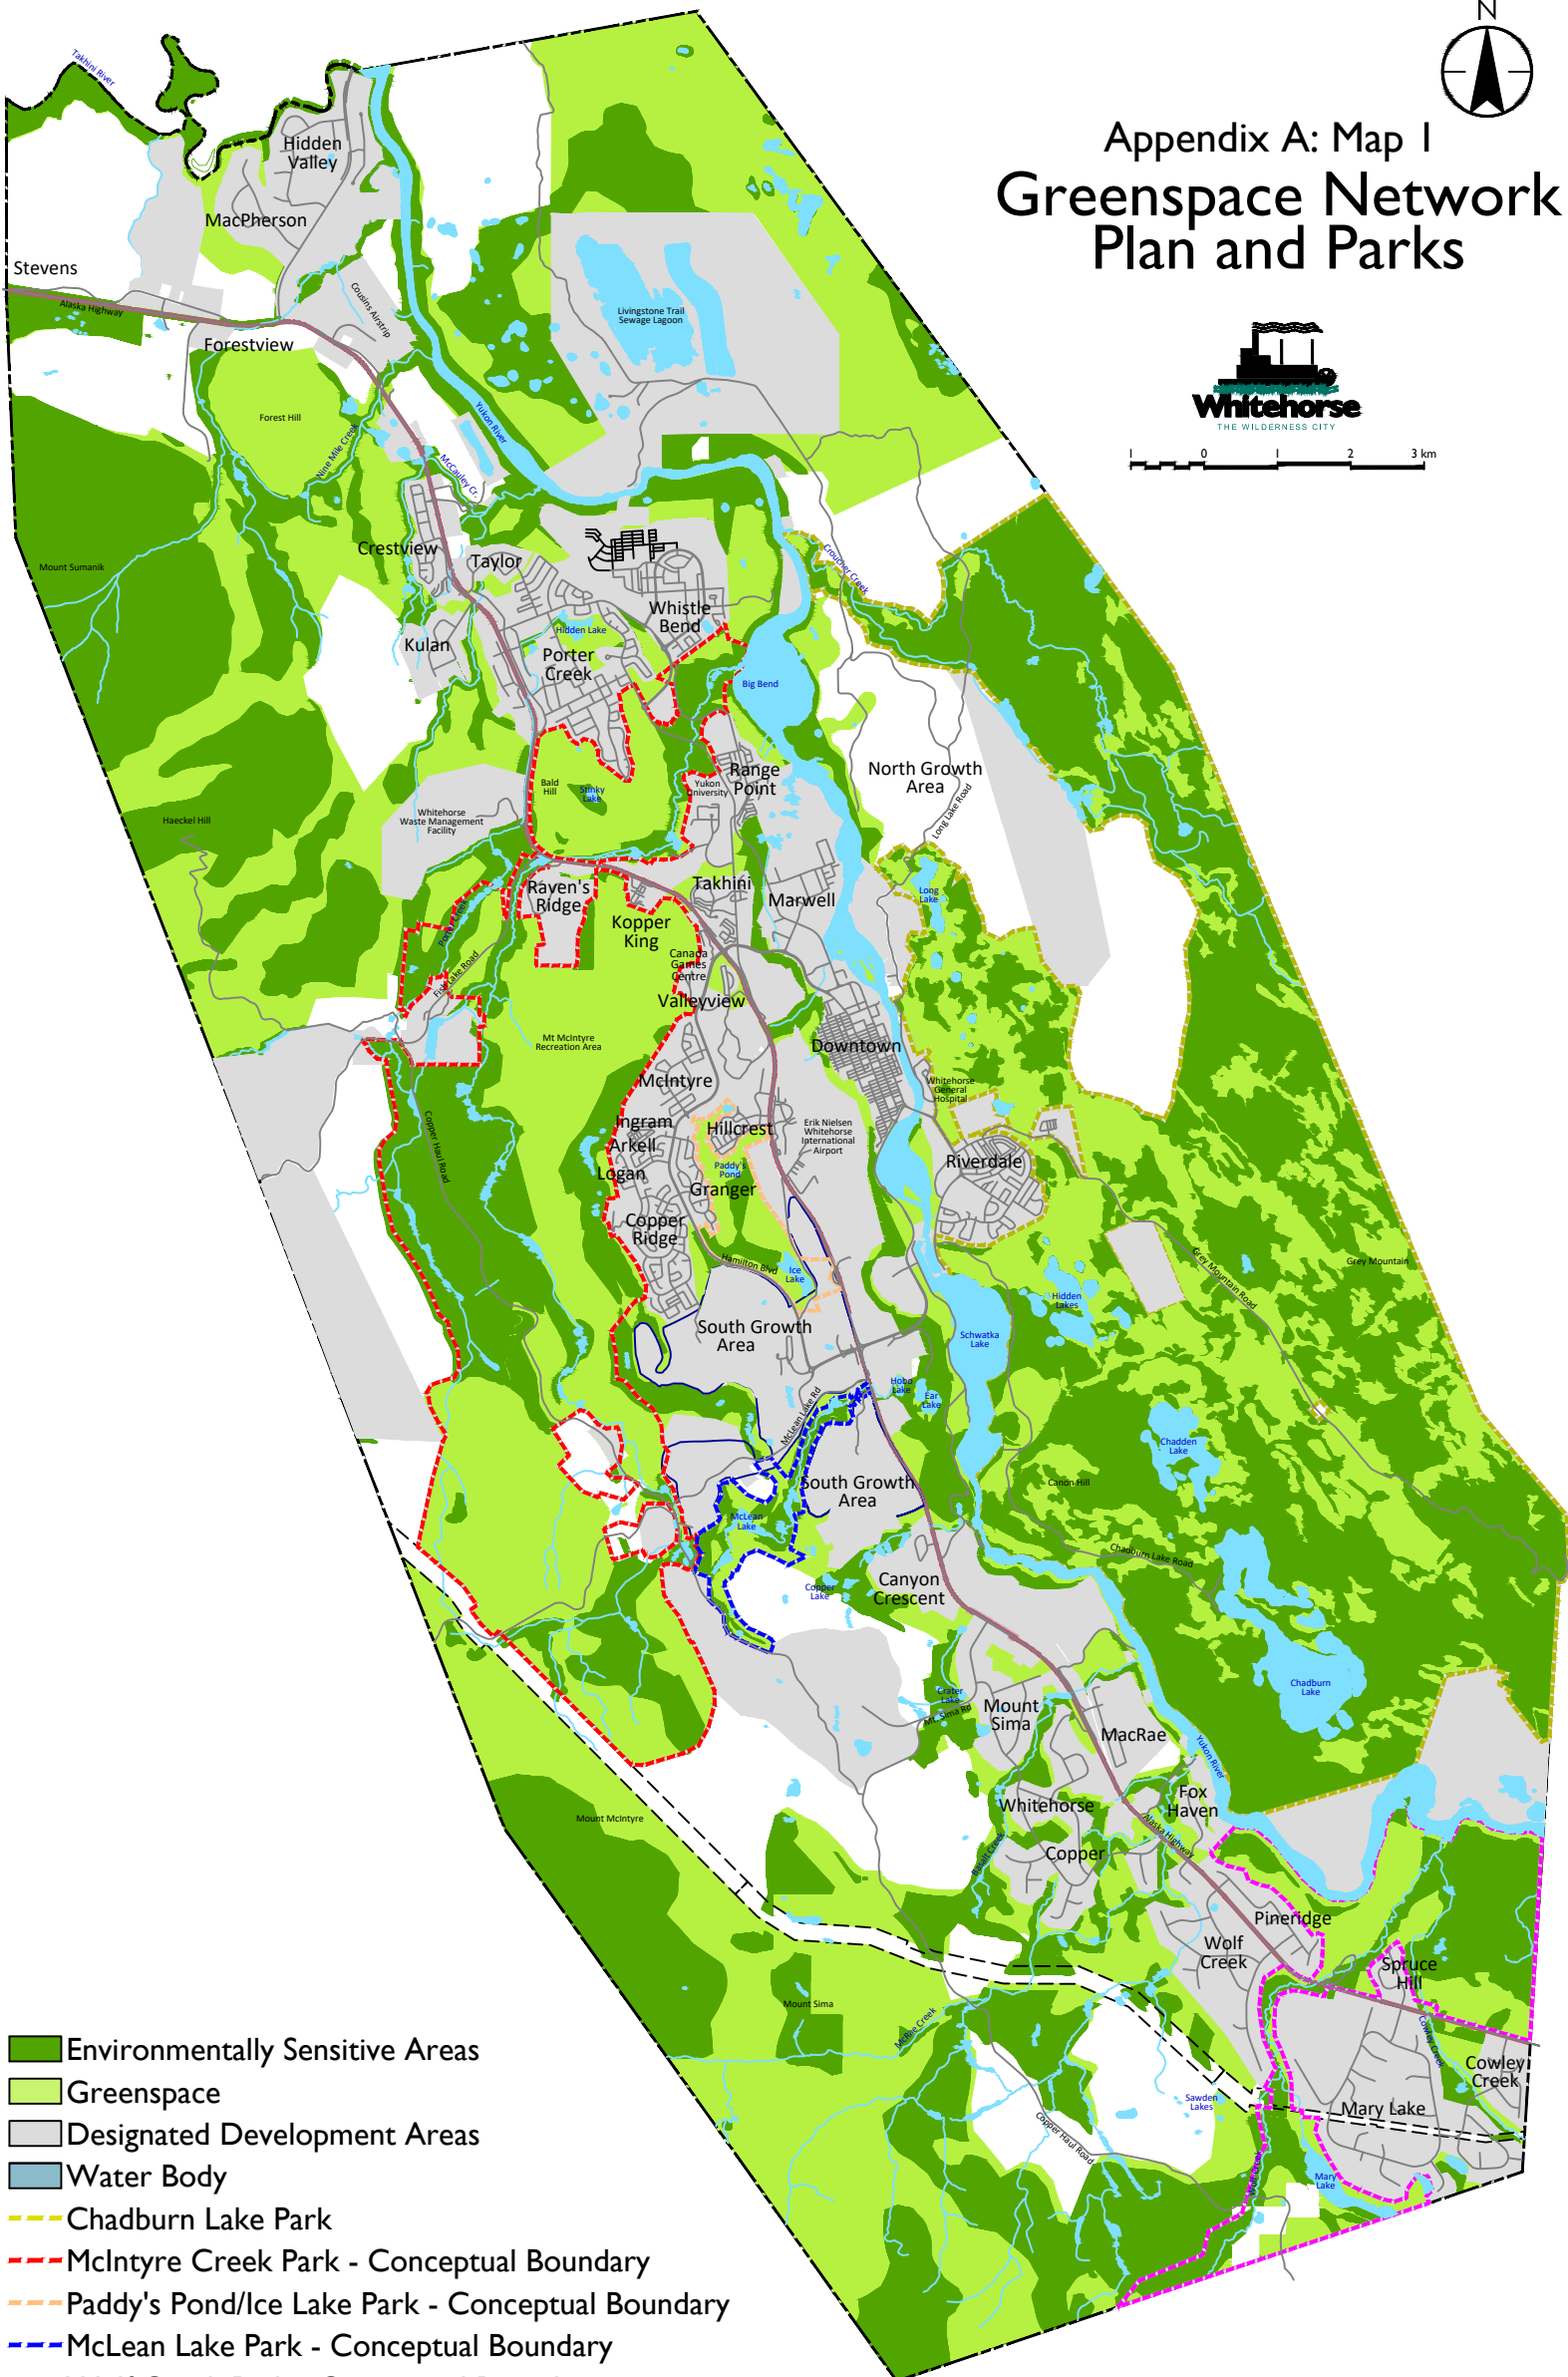 N
Appendix A: Map 1
Greenspace Network
Plan and Parks
Whitehorse
THE WILDERNESS CITY
1 0 1 2 3 km
Takhini River
Hidden
Valley
MacPherson
Stevens
Alaska Highway
Cousins Airstrip
Forestview
Livingstone Trail
Sewage Lagoon
Forest Hill
Nine Mile Creek
Yukon River
McCauley Cr.
Crestview
Taylor
Mount Sumanik
Croucher Creek
Whistle
Bend
Hidden Lake
Kulan
Porter
Creek
Big Bend
Range
Point
North Growth
Area
Bald
Hill
Stinky
Lake
Yukon
University
Long Lake Road
Whitehorse
Waste Management
Facility
Haeckel Hill
Raven's
Ridge
Takhini
Marwell
Long
Lake
Kopper
King
Porter Creek
Fish Lake Road
Canada
Games
Centre
Valleyview
Mt McIntyre
Recreation Area
Downtown
McIntyre
Whitehorse
General
Hospital
Copper Haul Road
Ingram
Hillcrest
Erik Nielsen
Whitehorse
International
Airport
Arkell
Logan
Paddy's
Pond
Granger
Riverdale
Copper
Ridge
Hamilton Blvd
Ice
Lake
Grey Mountain Road
Grey Mountain
Hidden
Lakes
South Growth
Area
Schwatka
Lake
Hobo
Lake
Ear
Lake
McLean Lake Rd
Chadden
Lake
Canon Hill
South Growth
Area
McLean
Lake
Chadburn Lake Road
Copper
Lake
Canyon
Crescent
Chadburn
Lake
Crater
Lake
Mt. Sima Rd
Mount
Sima
MacRae
Yukon River
Mount McIntyre
Whitehorse
Fox
Haven
Alaska Highway
Copper
Basalt Creek
Pineridge
Wolf
Creek
Spruce
Hill
Mount Sima
McRae Creek
Cowley Creek
Cowley
Creek
Sawden
Lakes
Mary Lake
Copper Haul Road
Wolf Creek
Mary
Lake
Environmentally Sensitive Areas
Greenspace
Designated Development Areas
Water Body
Chadburn Lake Park
McIntyre Creek Park - Conceptual Boundary
Paddy's Pond/Ice Lake Park - Conceptual Boundary
McLean Lake Park - Conceptual Boundary